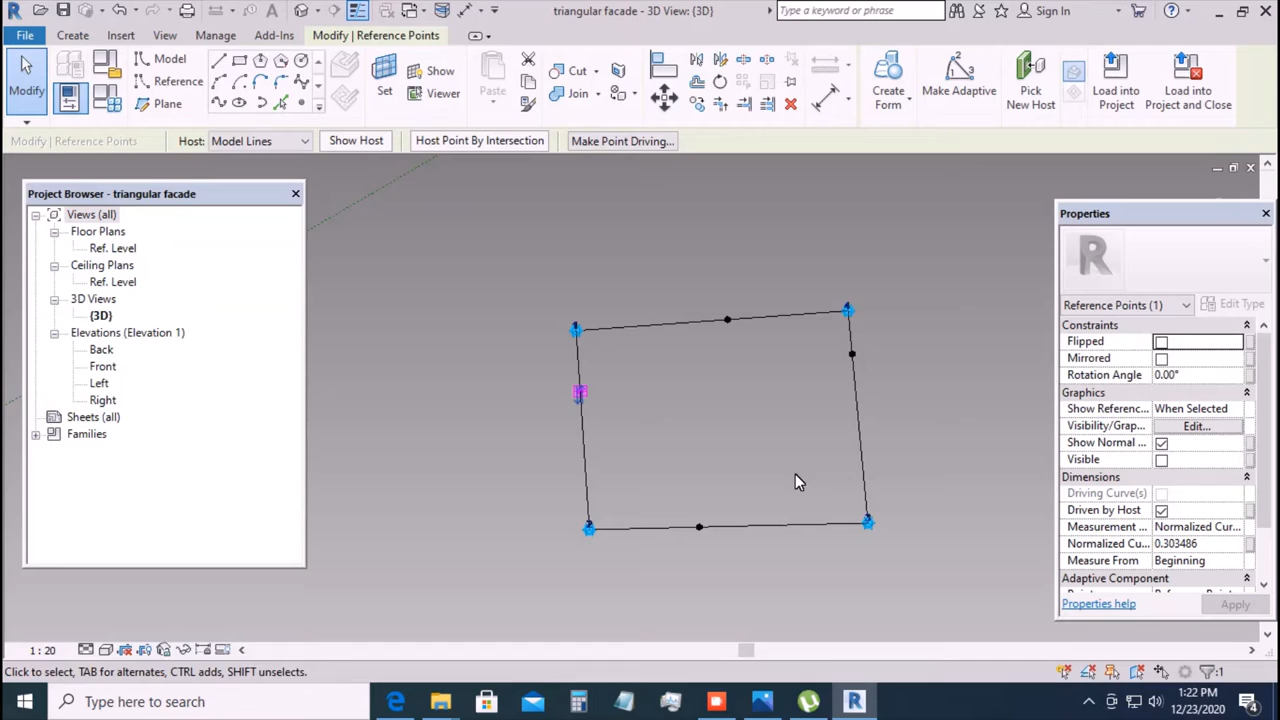 triangular facade - 3D View: {3D}
Type a keyword or phrase
Sign In
File
Create
Insert
View
Manage
Add-Ins
Modify | Reference Points
Modify
Model
Reference
Plane
Set
Show
Viewer
Paste
Cut
Join
Create
Form
Make Adaptive
Pick
New Host
Load into
Project
Load into
Project and Close
Modify | Reference Points
Host:
Model Lines
Show Host
Host Point By Intersection
Make Point Driving...
Project Browser - triangular facade
Views (all)
Floor Plans
Ref. Level
Ceiling Plans
Ref. Level
3D Views
{3D}
Elevations (Elevation 1)
Back
Front
Left
Right
Sheets (all)
Families
Properties
R
Reference Points (1)
Edit Type
Constraints
Flipped
Mirrored
Rotation Angle 0.00°
Graphics
Show Referenc... When Selected
Visibility/Grap... Edit...
Show Normal ...
Visible
Dimensions
Driving Curve(s)
Driven by Host
Measurement ... Normalized Cur...
Normalized Cu... 0.303486
Measure From Beginning
Adaptive Component
Properties help
Apply
1 : 20
Click to select, TAB for alternates, CTRL adds, SHIFT unselects.
:1
Type here to search
1:22 PM
12/23/2020
4